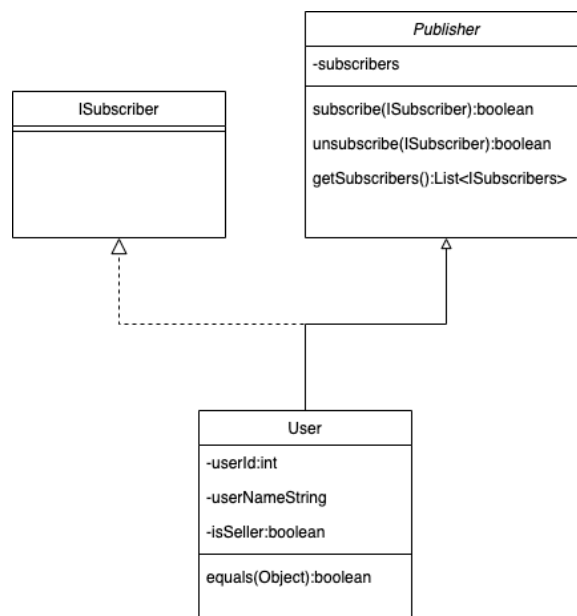 Publisher
-subscribers
subscribe(ISubscriber):boolean
unsubscribe(ISubscriber):boolean
getSubscribers():List<ISubscribers>
ISubscriber
User
-userId:int
-userNameString
-isSeller:boolean
equals(Object):boolean